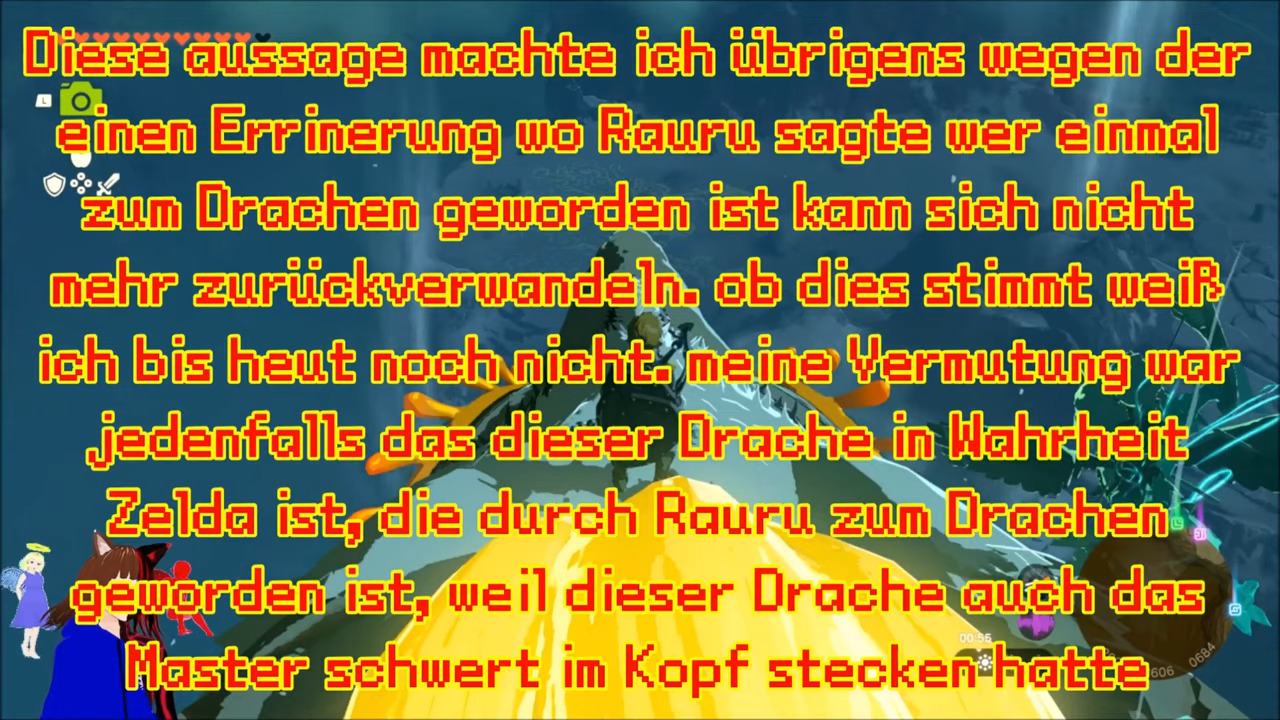 Diese aussage machte ich übrigens wegen der
einen Errinerung wo Rauru sagte wer einmal
zum Drachen geworden ist kann sich nicht
mehr zurückverwandeln. ob dies stimmt weiß
ich bis heut noch nicht. meine Vermutung war
jedenfalls das dieser Drache in Wahrheit
Zelda ist, die durch Rauru zum Drachen
geworden ist, weil dieser Drache auch das
Master schwert im Kopf stecken hatte
L
00:55
0684